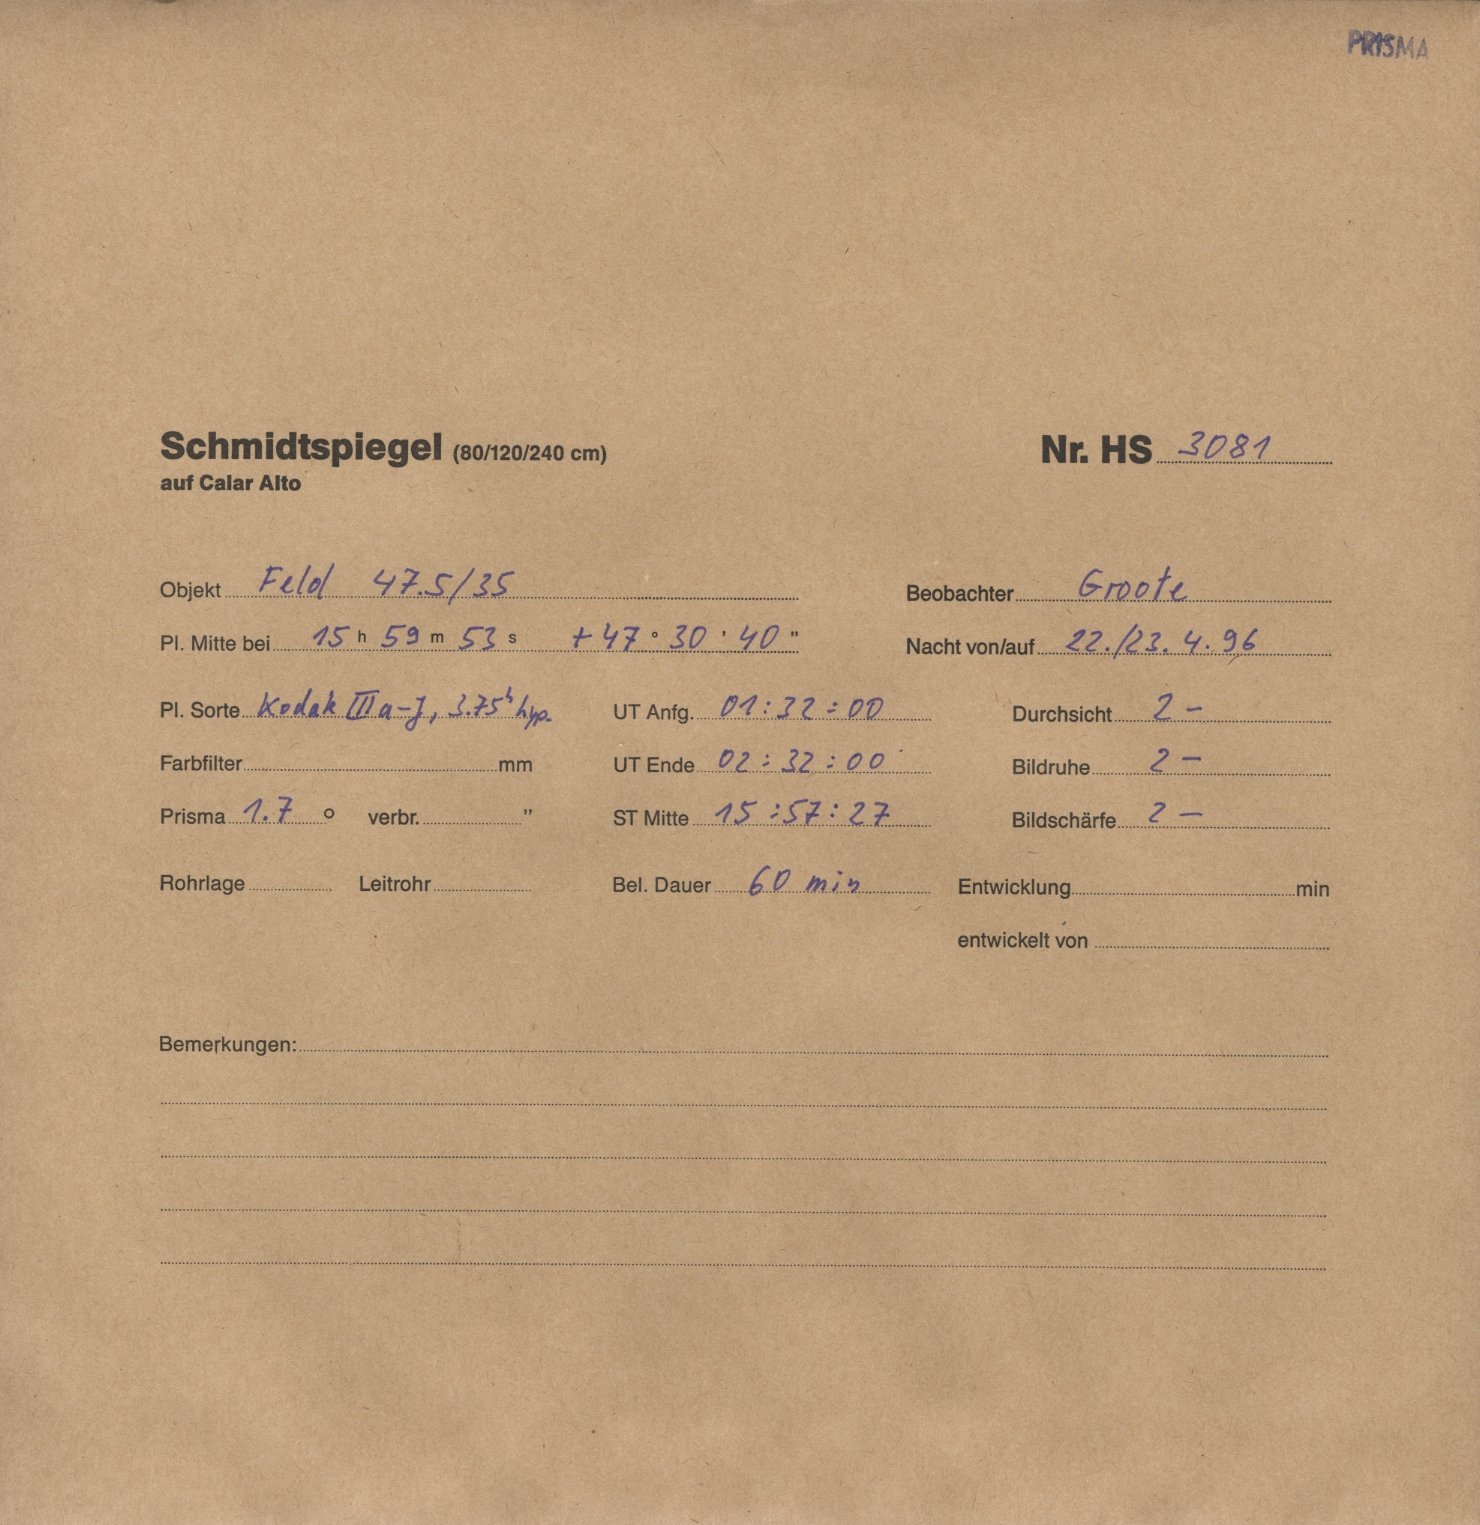 PRISMA
Schmidtspiegel (80/120/240 cm) Nr. HS 3081
auf Calar Alto
Objekt Feld 47.5/35 Beobachter Groote
Pl. Mitte bei 15 h 59 m 53 s + 47 ° 30 ' 40 " Nacht von/auf 22./23. 4. 96
Pl. Sorte Kodak III a-J, 3.75h hyp. UT Anfg. 01:32:00 Durchsicht 2 -
Farbfilter mm UT Ende 02:32:00 Bildruhe 2 -
Prisma 1.7 ° verbr. " ST Mitte 15:57:27 Bildschärfe 2 -
Rohrlage Leitrohr Bel. Dauer 60 min Entwicklung min
entwickelt von
Bemerkungen: